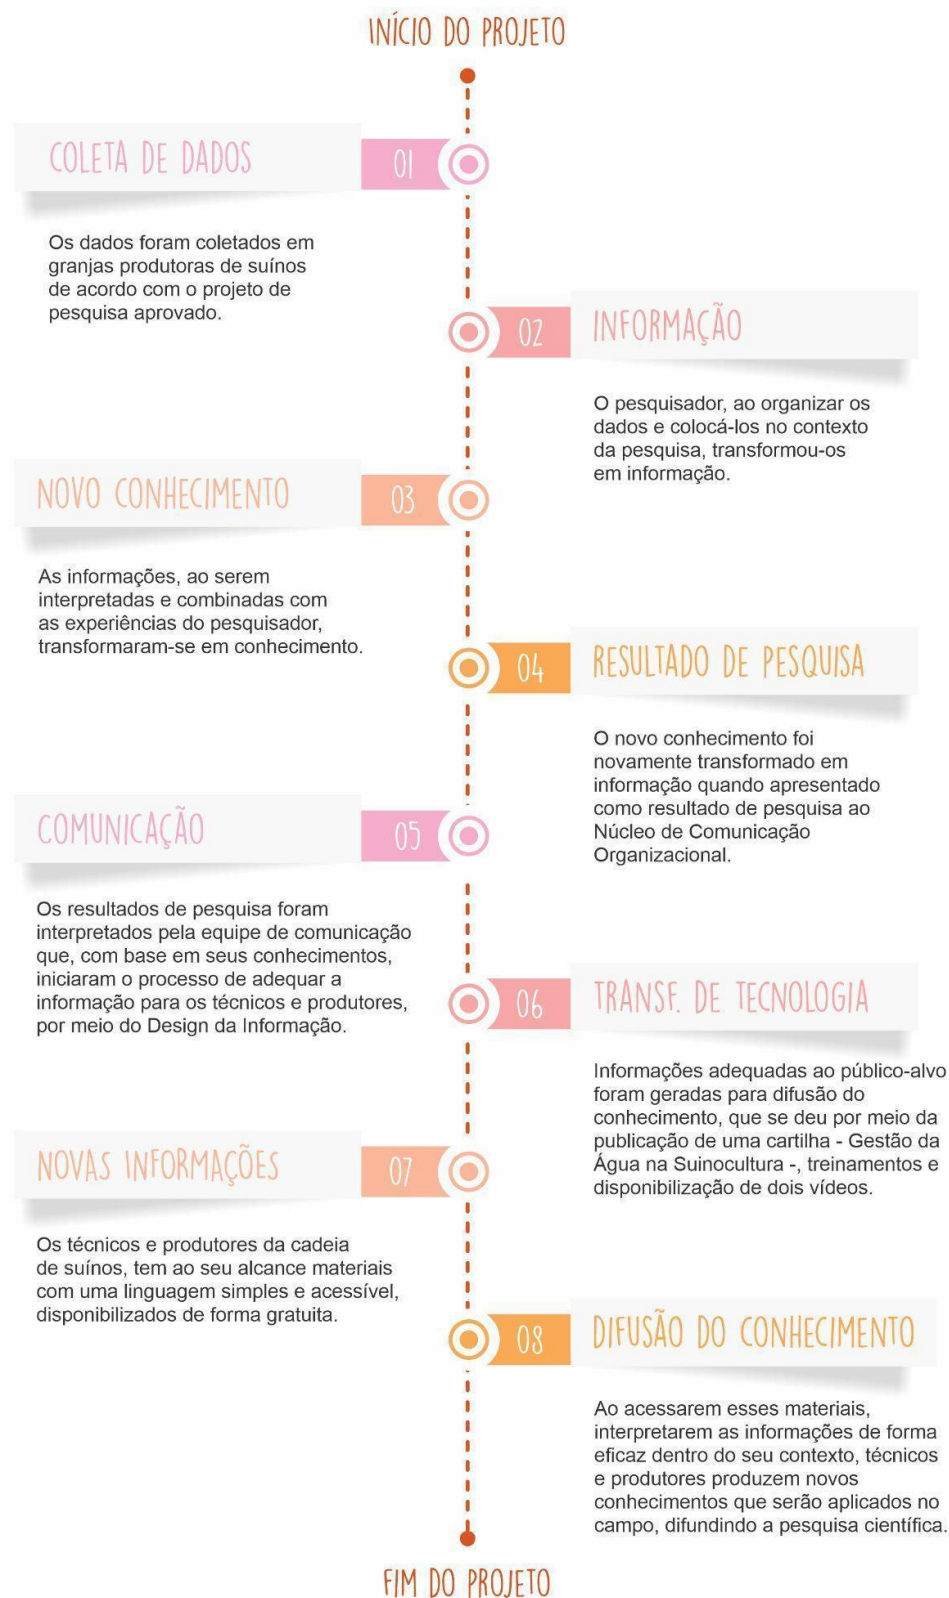 INÍCIO DO PROJETO
COLETA DE DADOS
01
Os dados foram coletados em
granjas produtoras de suínos
de acordo com o projeto de
pesquisa aprovado.
02
INFORMAÇÃO
O pesquisador, ao organizar os
dados e colocá-los no contexto
da pesquisa, transformou-os
em informação.
NOVO CONHECIMENTO
03
As informações, ao serem
interpretadas e combinadas com
as experiências do pesquisador,
transformaram-se em conhecimento.
04
RESULTADO DE PESQUISA
O novo conhecimento foi
novamente transformado em
informação quando apresentado
como resultado de pesquisa ao
Núcleo de Comunicação
Organizacional.
COMUNICAÇÃO
05
Os resultados de pesquisa foram
interpretados pela equipe de comunicação
que, com base em seus conhecimentos,
iniciaram o processo de adequar a
informação para os técnicos e produtores,
por meio do Design da Informação.
06
TRANSF. DE TECNOLOGIA
Informações adequadas ao público-alvo
foram geradas para difusão do
conhecimento, que se deu por meio da
publicação de uma cartilha - Gestão da
Água na Suinocultura -, treinamentos e
disponibilização de dois vídeos.
NOVAS INFORMAÇÕES
07
Os técnicos e produtores da cadeia
de suínos, tem ao seu alcance materiais
com uma linguagem simples e acessível,
disponibilizados de forma gratuita.
08
DIFUSÃO DO CONHECIMENTO
Ao acessarem esses materiais,
interpretarem as informações de forma
eficaz dentro do seu contexto, técnicos
e produtores produzem novos
conhecimentos que serão aplicados no
campo, difundindo a pesquisa científica.
FIM DO PROJETO